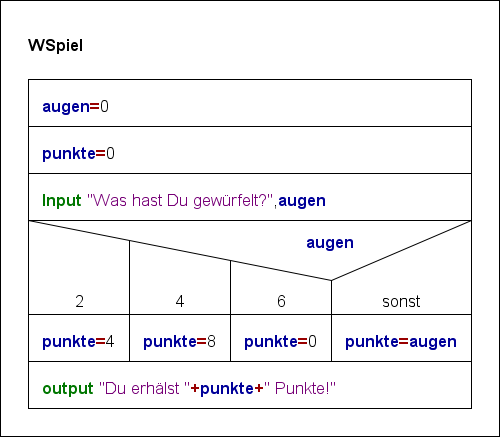 WSpiel
augen=0
punkte=0
Input "Was hast Du gewürfelt?",augen
augen
2 4 6 sonst
punkte=4 punkte=8 punkte=0 punkte=augen
output "Du erhälst "+punkte+" Punkte!"